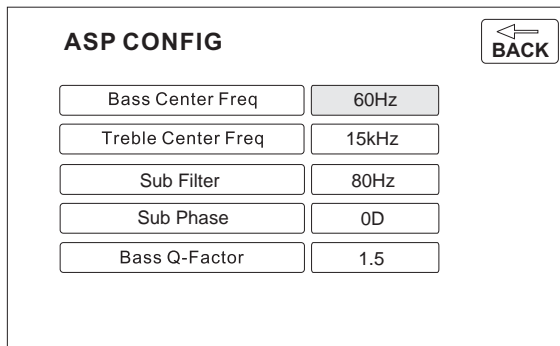 ASP CONFIG
BACK
Bass Center Freq 60Hz
Treble Center Freq 15kHz
Sub Filter 80Hz
Sub Phase 0D
Bass Q-Factor 1.5